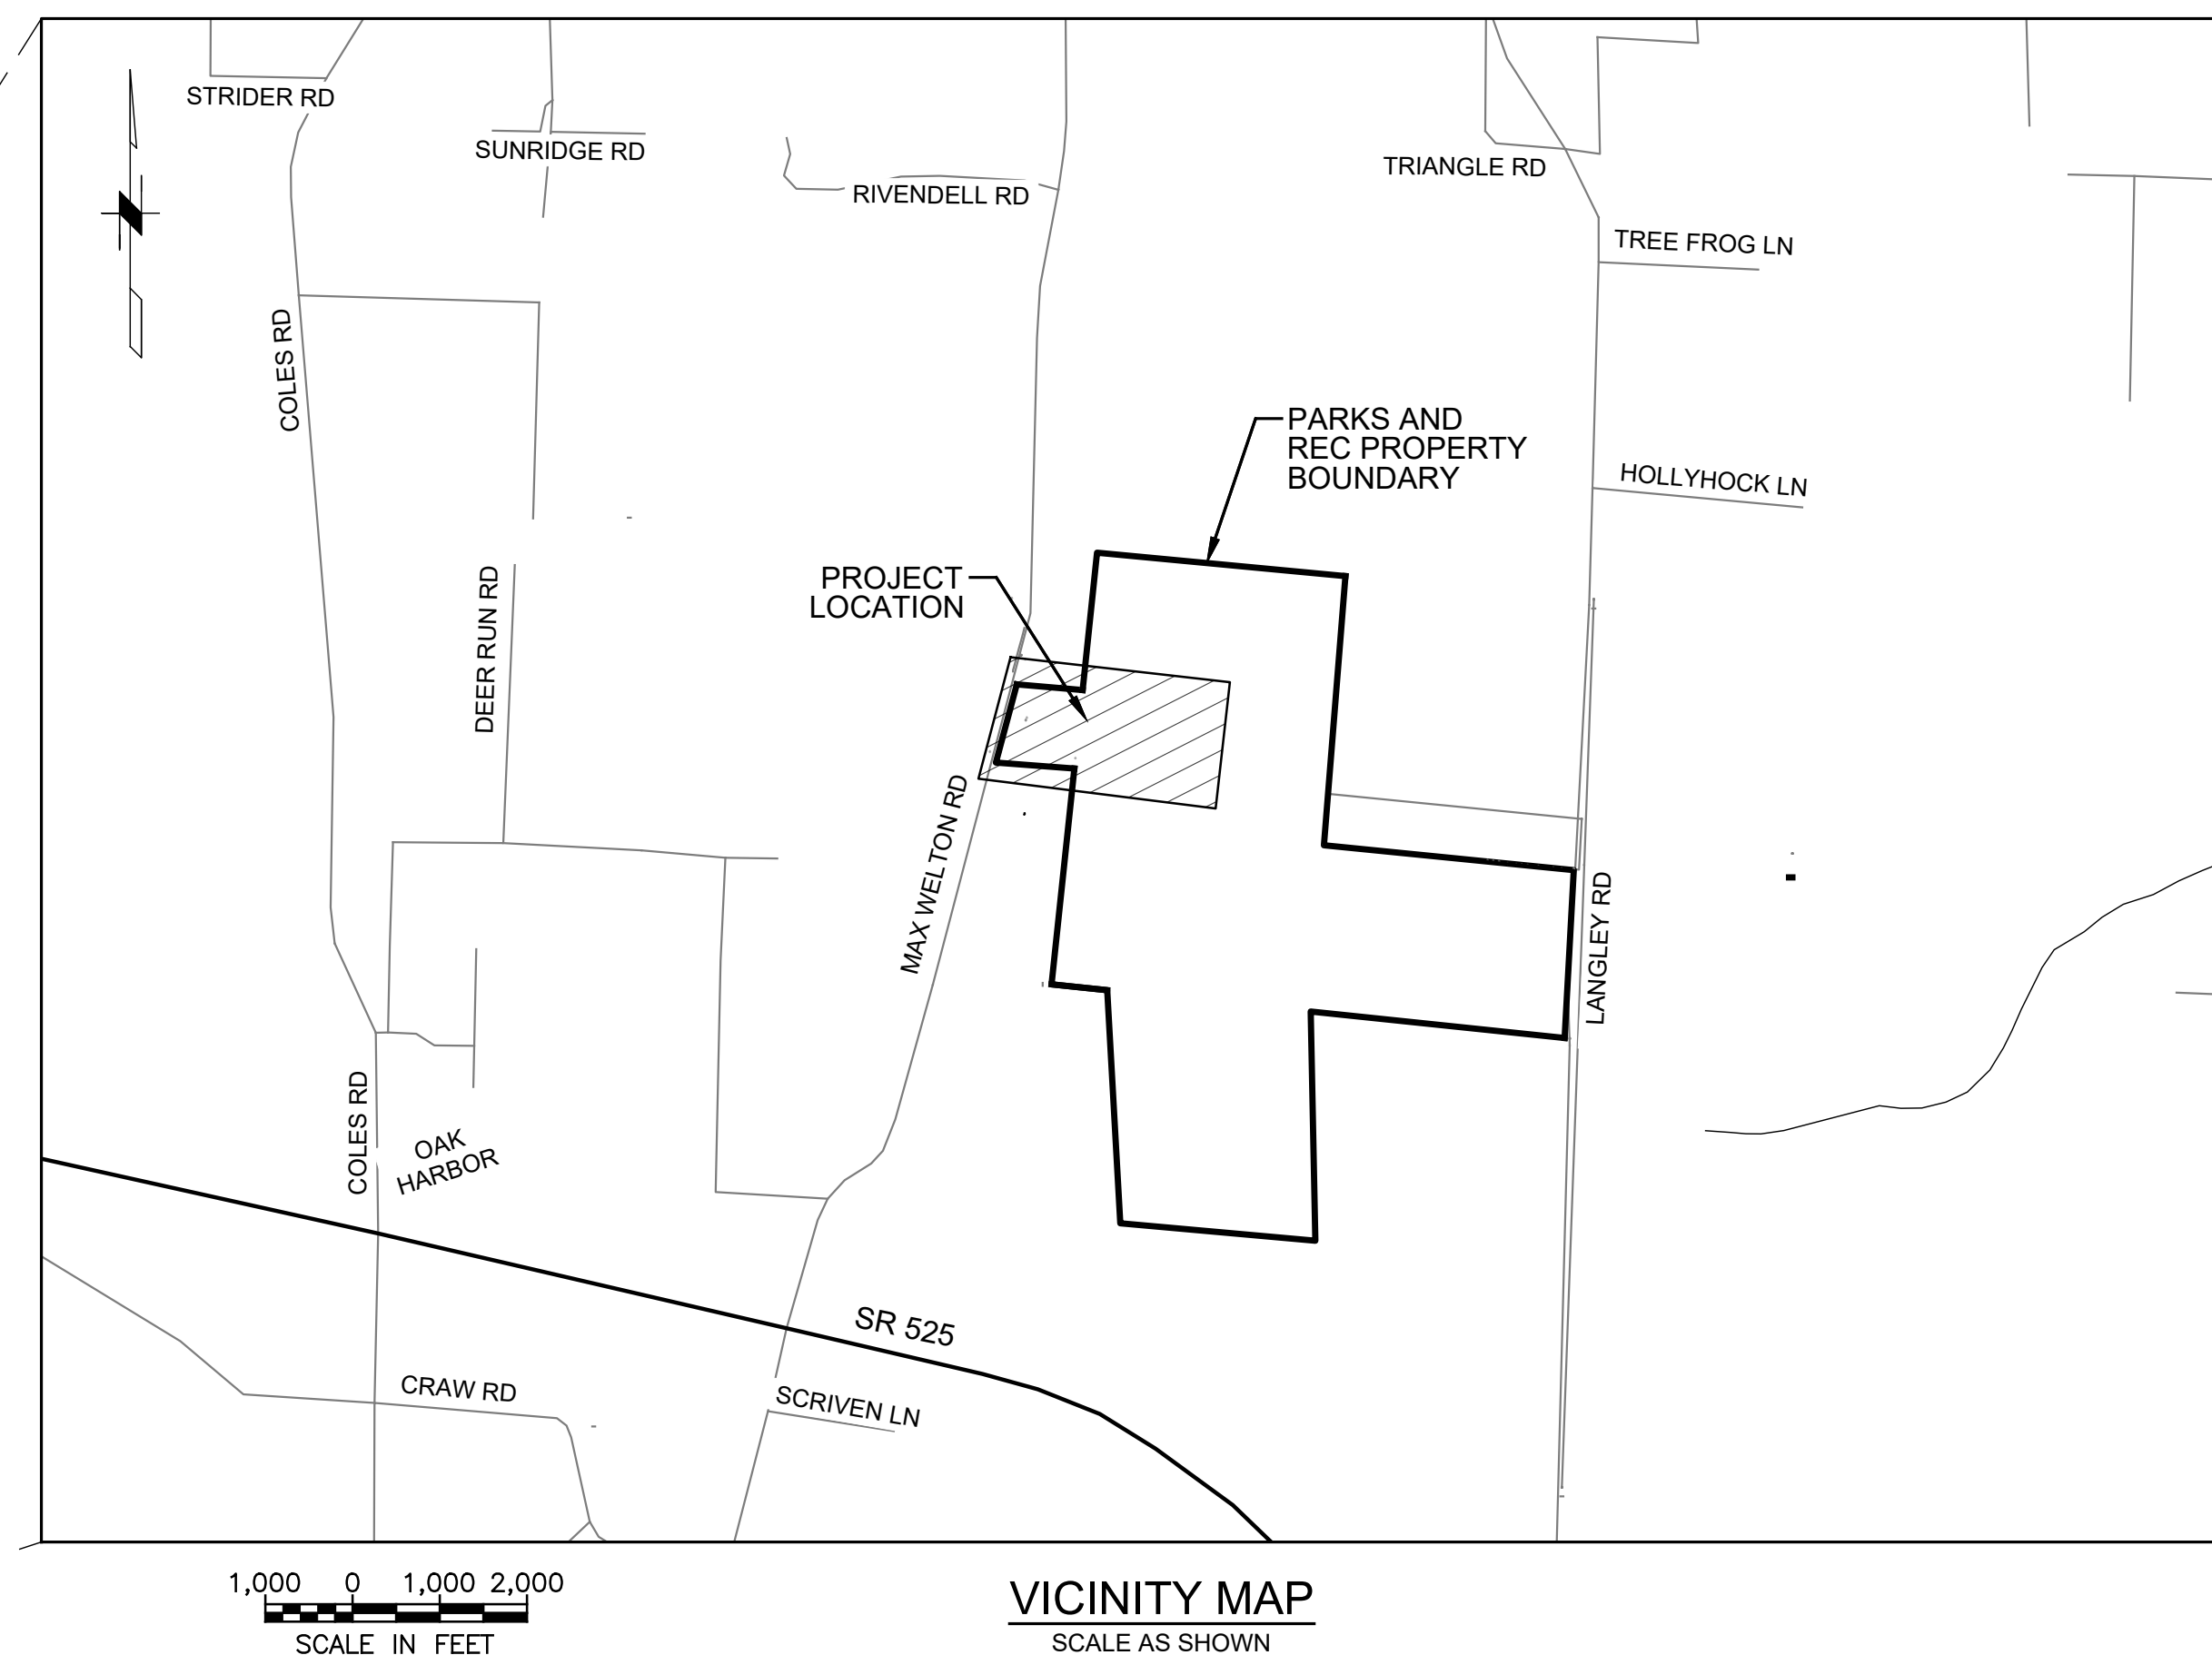 STRIDER RD
SUNRIDGE RD
RIVENDELL RD
TRIANGLE RD
TREE FROG LN
COLES RD
PARKS AND
REC PROPERTY
BOUNDARY
HOLLYHOCK LN
PROJECT
LOCATION
DEER RUN RD
MAX WELTON RD
LANGLEY RD
COLES RD
OAK
HARBOR
SR 525
CRAW RD
SCRIVEN LN
1,000 0 1,000 2,000
SCALE IN FEET
VICINITY MAP
SCALE AS SHOWN